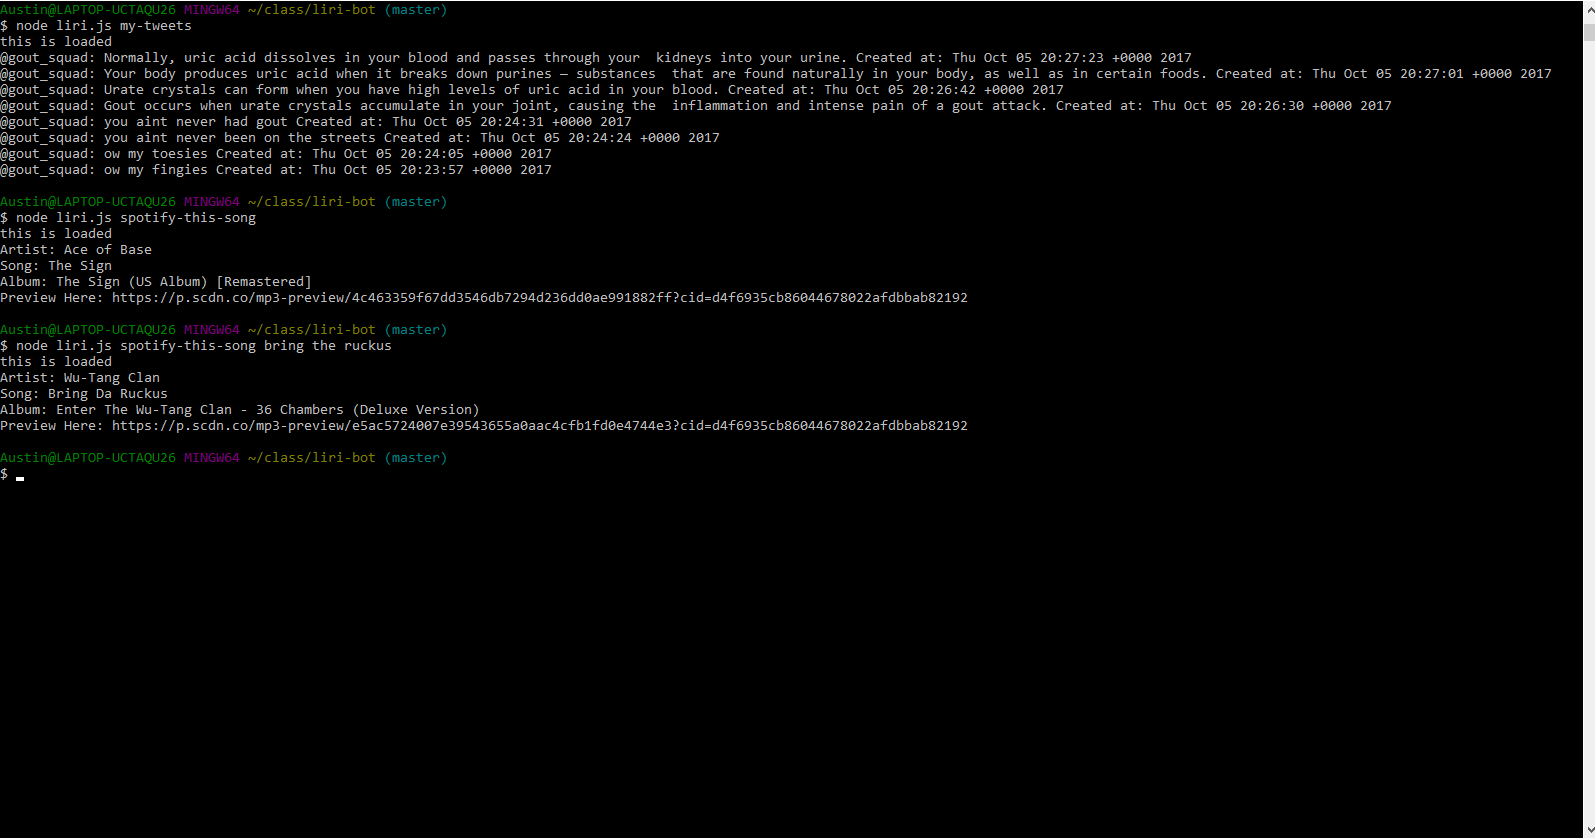 Austin@LAPTOP-UCTAQU26 MINGW64 ~/class/liri-bot (master)
$ node liri.js my-tweets
this is loaded
@gout_squad: Normally, uric acid dissolves in your blood and passes through your  kidneys into your urine. Created at: Thu Oct 05 20:27:23 +0000 2017
@gout_squad: Your body produces uric acid when it breaks down purines — substances  that are found naturally in your body, as well as in certain foods. Created at: Thu Oct 05 20:27:01 +0000 2017
@gout_squad: Urate crystals can form when you have high levels of uric acid in your blood. Created at: Thu Oct 05 20:26:42 +0000 2017
@gout_squad: Gout occurs when urate crystals accumulate in your joint, causing the  inflammation and intense pain of a gout attack. Created at: Thu Oct 05 20:26:30 +0000 2017
@gout_squad: you aint never had gout Created at: Thu Oct 05 20:24:31 +0000 2017
@gout_squad: you aint never been on the streets Created at: Thu Oct 05 20:24:24 +0000 2017
@gout_squad: ow my toesies Created at: Thu Oct 05 20:24:05 +0000 2017
@gout_squad: ow my fingies Created at: Thu Oct 05 20:23:57 +0000 2017
Austin@LAPTOP-UCTAQU26 MINGW64 ~/class/liri-bot (master)
$ node liri.js spotify-this-song
this is loaded
Artist: Ace of Base
Song: The Sign
Album: The Sign (US Album) [Remastered]
Preview Here: https://p.scdn.co/mp3-preview/4c463359f67dd3546db7294d236dd0ae991882ff?cid=d4f6935cb86044678022afdbbab82192
Austin@LAPTOP-UCTAQU26 MINGW64 ~/class/liri-bot (master)
$ node liri.js spotify-this-song bring the ruckus
this is loaded
Artist: Wu-Tang Clan
Song: Bring Da Ruckus
Album: Enter The Wu-Tang Clan - 36 Chambers (Deluxe Version)
Preview Here: https://p.scdn.co/mp3-preview/e5ac5724007e39543655a0aac4cfb1fd0e4744e3?cid=d4f6935cb86044678022afdbbab82192
Austin@LAPTOP-UCTAQU26 MINGW64 ~/class/liri-bot (master)
$